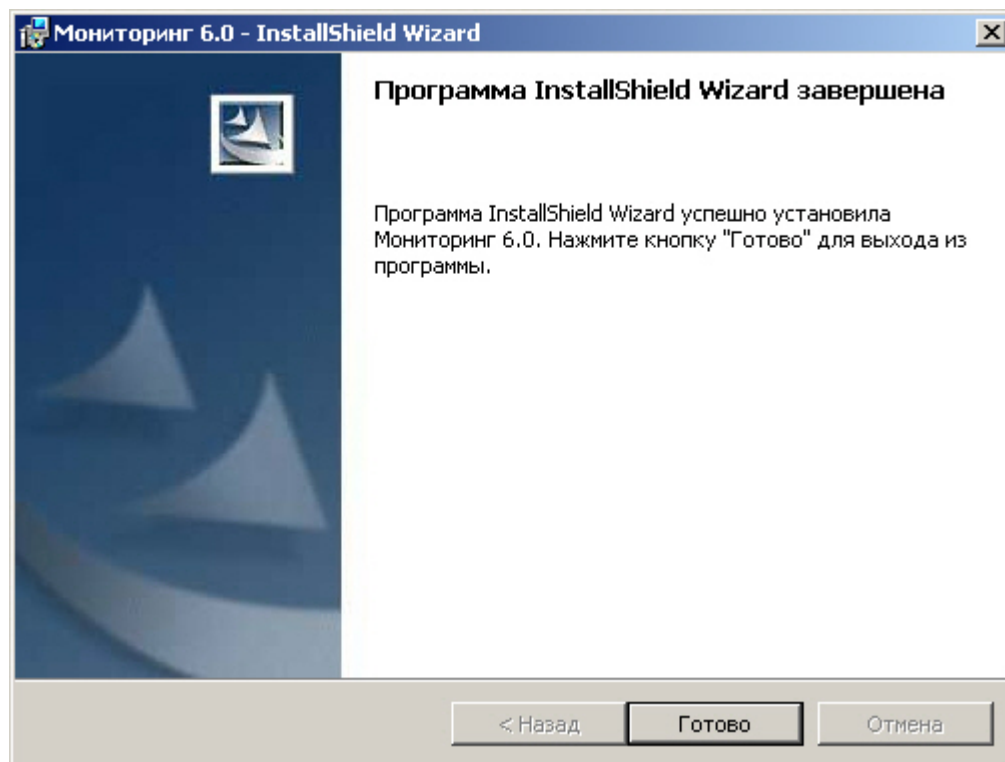 Мониторинг 6.0 - InstallShield Wizard
Программа InstallShield Wizard завершена
Программа InstallShield Wizard успешно установила
Мониторинг 6.0. Нажмите кнопку "Готово" для выхода из
программы.
< Назад Готово Отмена